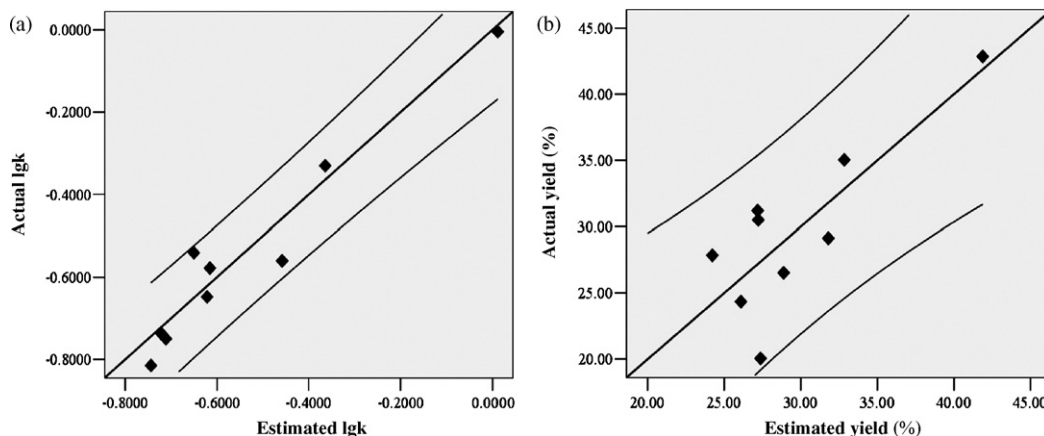 (a)
0.0000
-0.2000
-0.4000
-0.6000
-0.8000
Actual lgk
-0.8000 -0.6000 -0.4000 -0.2000 0.0000
Estimated lgk
(b)
45.00
40.00
35.00
30.00
25.00
20.00
Actual yield (%)
20.00 25.00 30.00 35.00 40.00 45.00
Estimated yield (%)